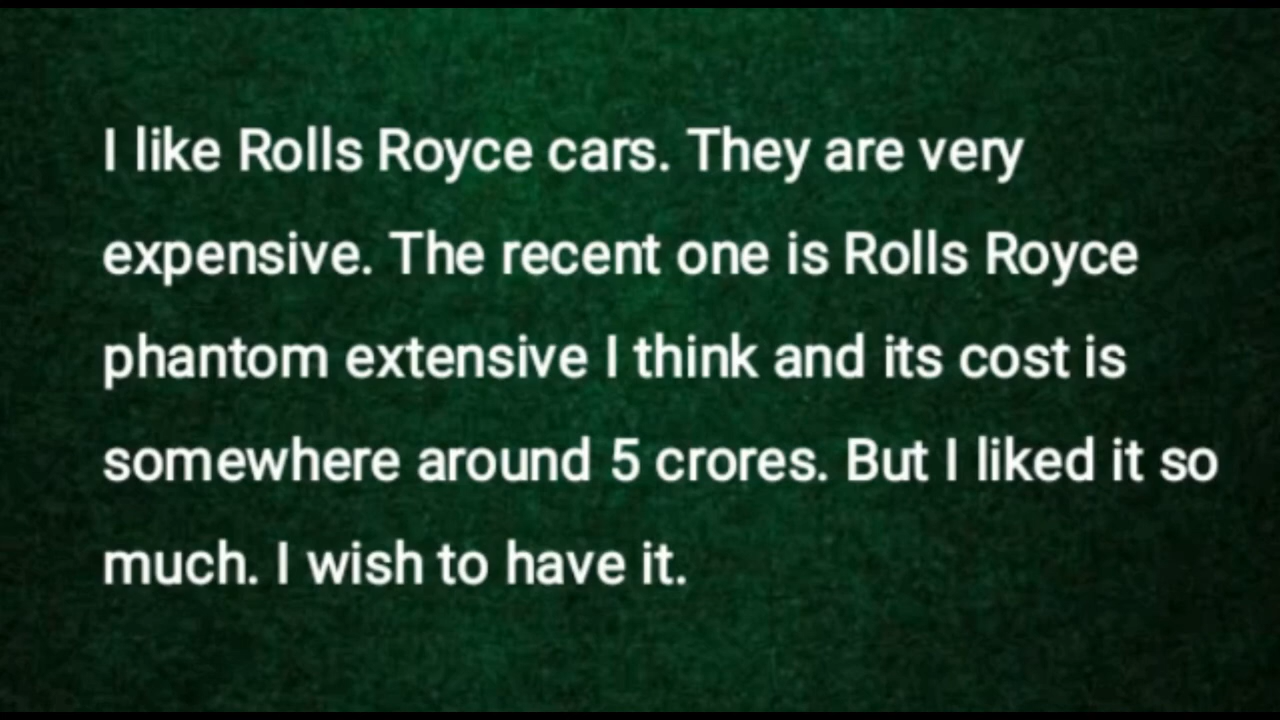 I like Rolls Royce cars. They are very
expensive. The recent one is Rolls Royce
phantom extensive I think and its cost is
somewhere around 5 crores. But I liked it so
much. I wish to have it.